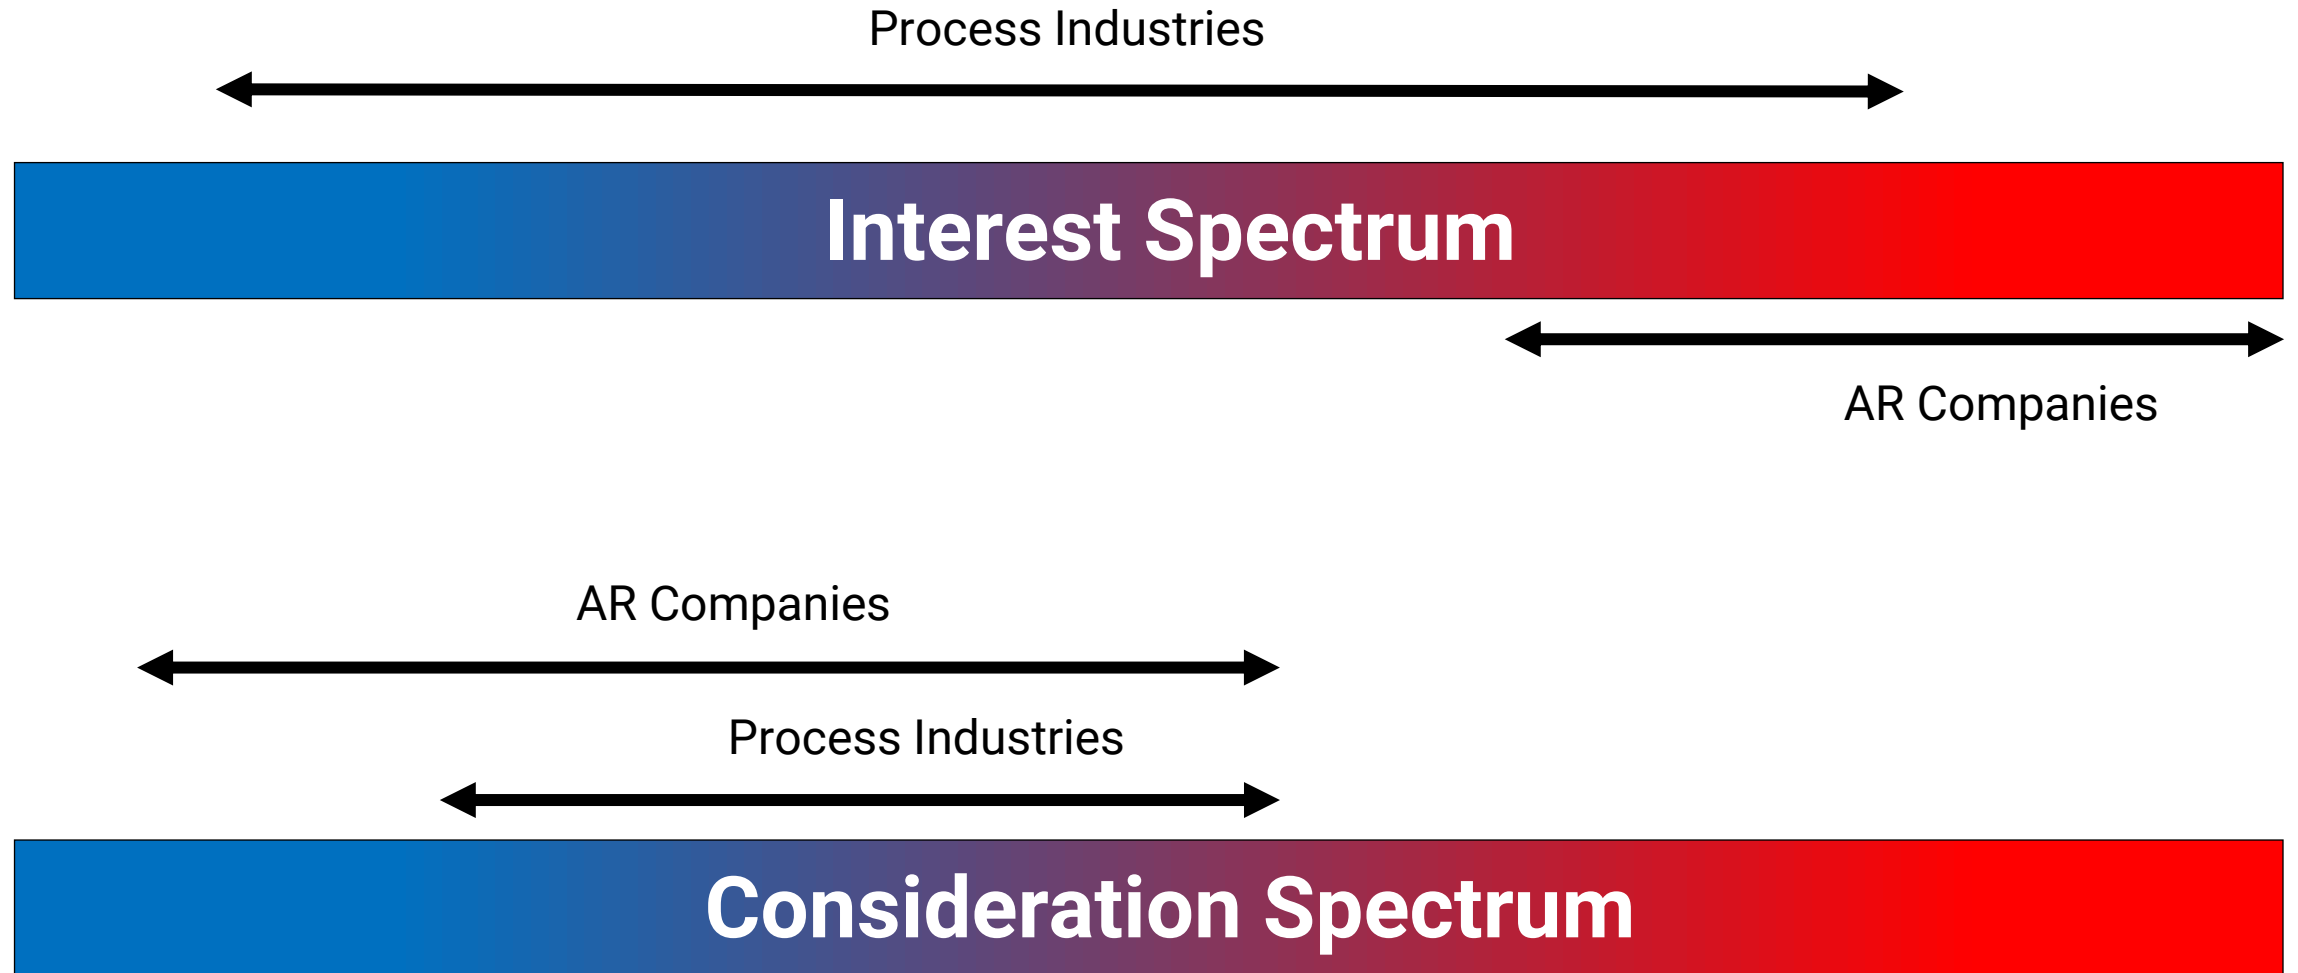 Process Industries
Interest Spectrum
AR Companies
AR Companies
Process Industries
Consideration Spectrum